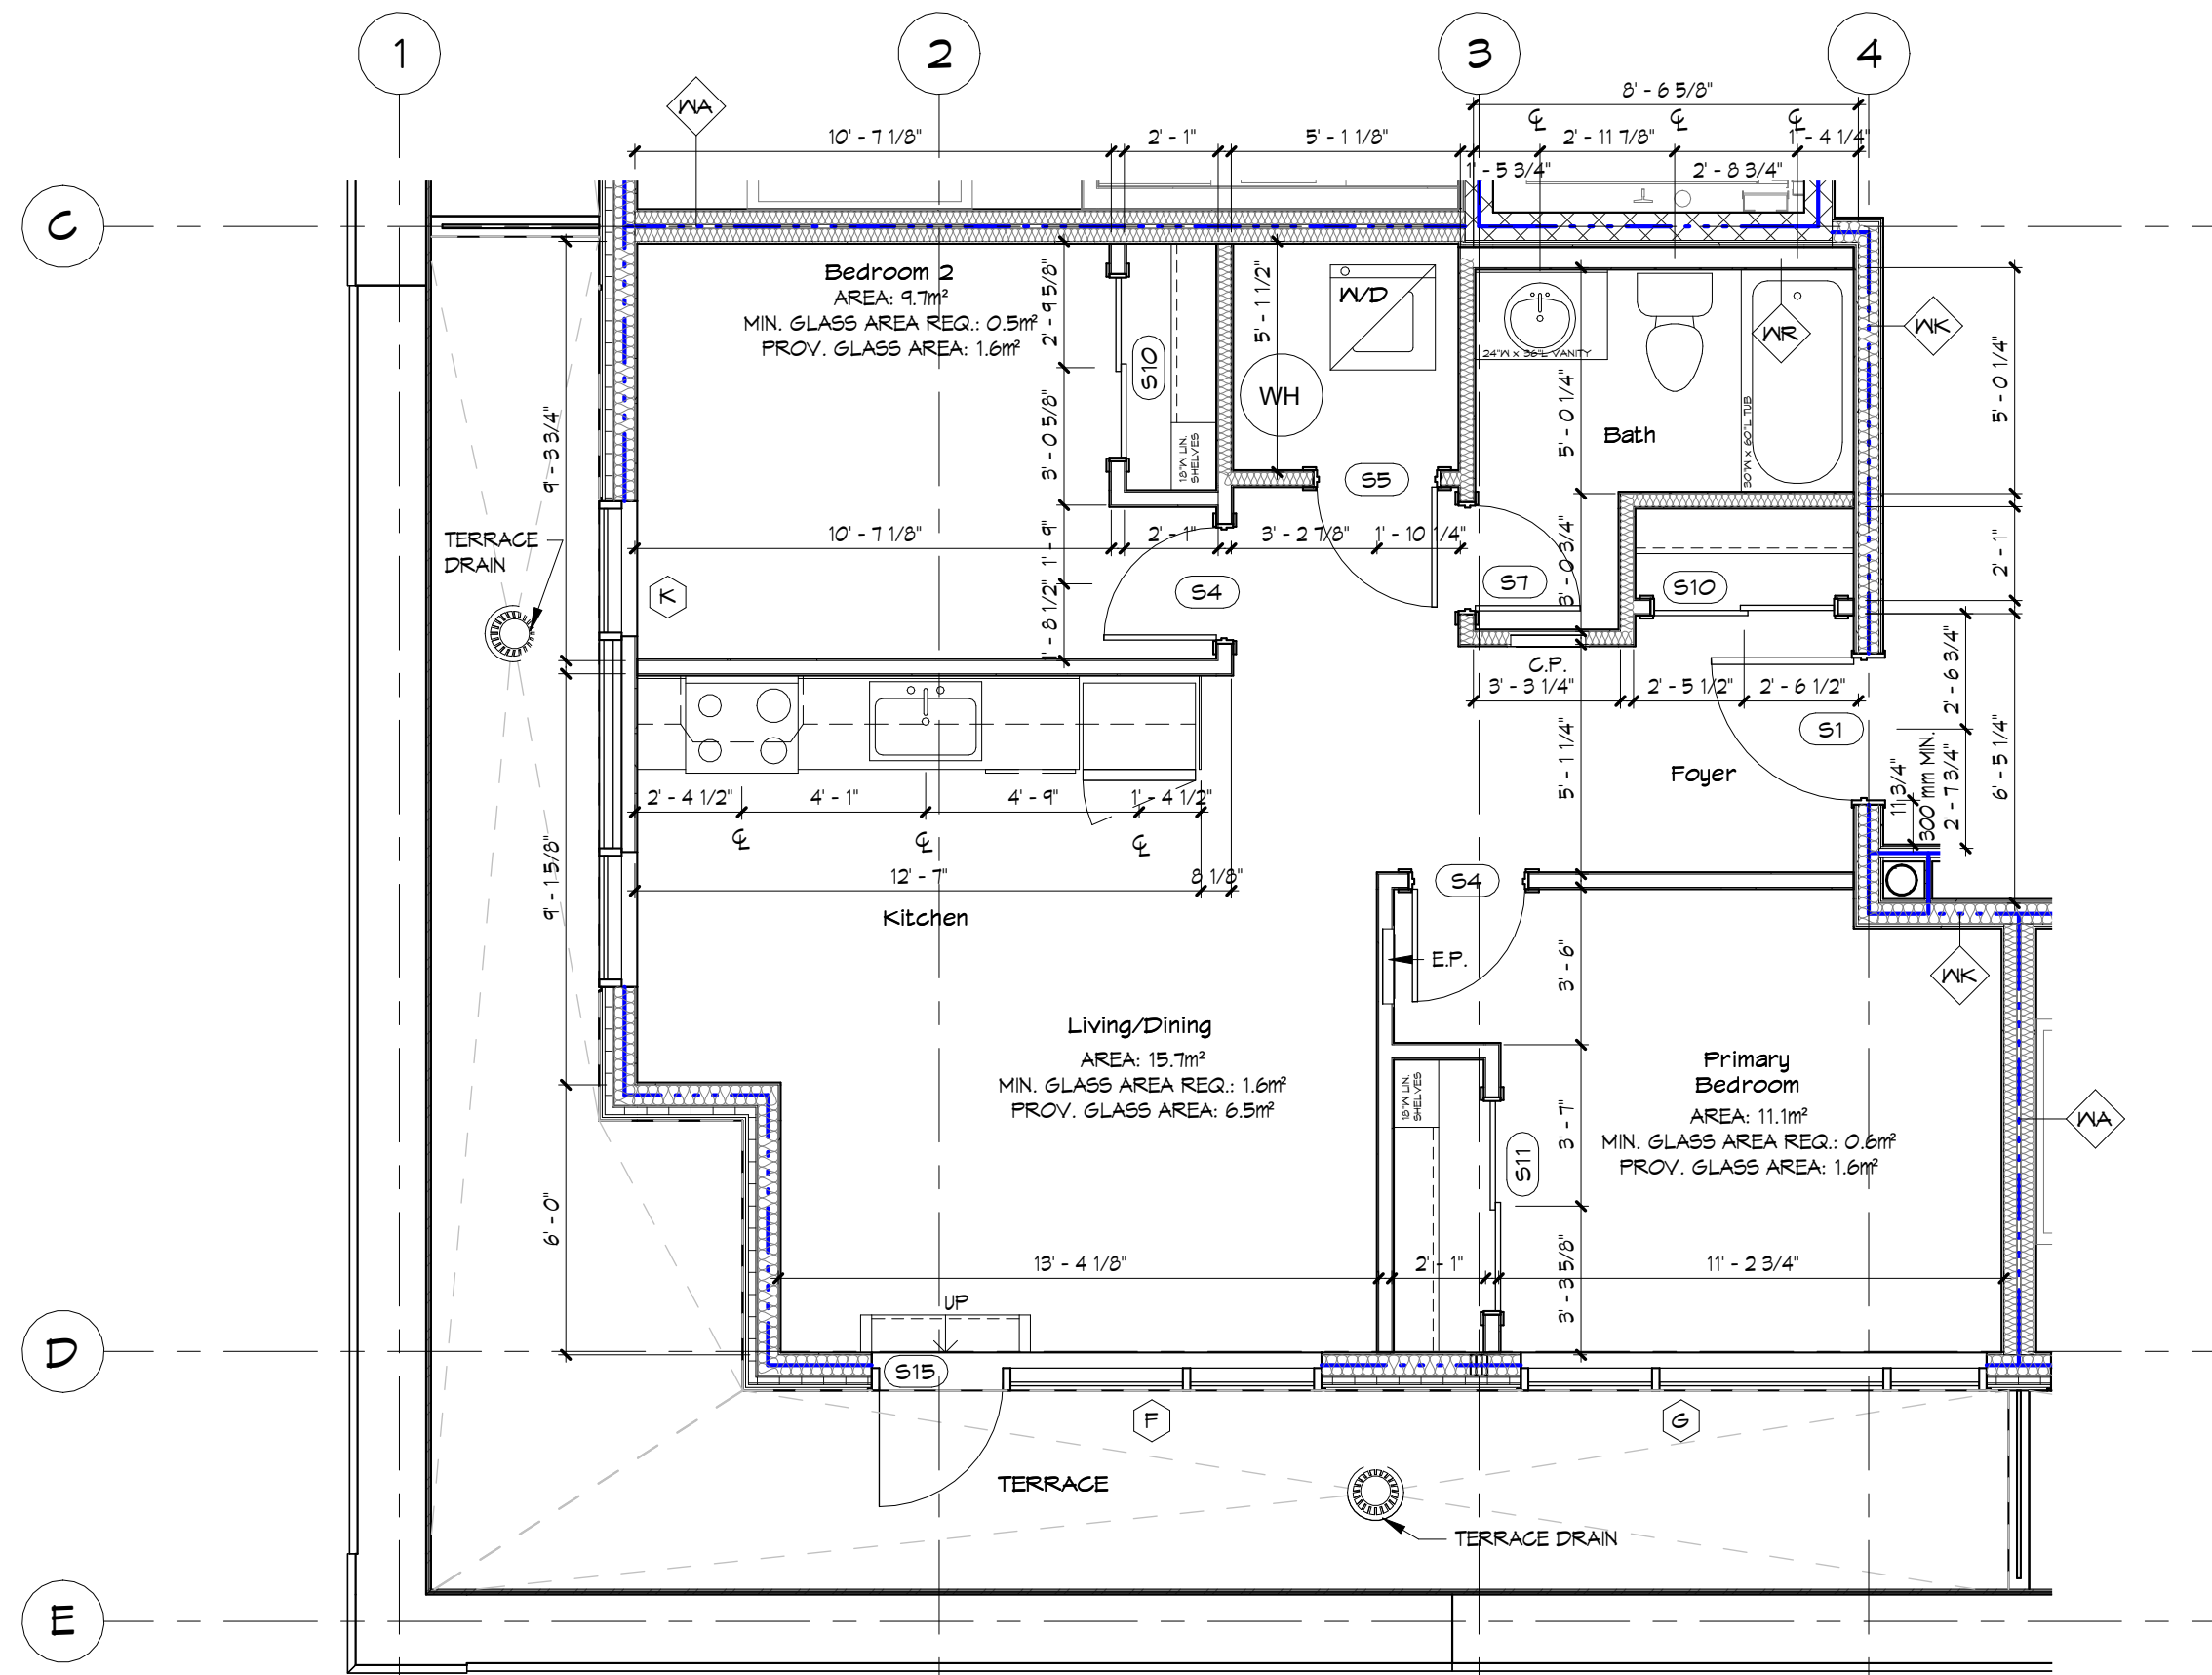 1
2
3
4
8' - 6 5/8"
WA
10' - 7 1/8"
2' - 1"
5' - 1 1/8"
2' - 11 7/8"
1' - 4 1/4"
1' - 5 3/4"
2' - 8 3/4"
C
Bedroom 2
AREA: 9.7m²
MIN. GLASS AREA REQ.: 0.5m²
PROV. GLASS AREA: 1.6m²
2' - 9 5/8"
5' - 1 1/2"
W/D
WR
WK
24"W x 36"L VANITY
S10
WH
5' - 0 1/4"
5' - 0 1/4"
9' - 3 3/4"
3' - 0 5/8"
18"W LIN.
SHELVES
Bath
30"W x 60"L TUB
S5
TERRACE
DRAIN
10' - 7 1/8"
1' - 9"
2' - 1"
3' - 2 7/8"
1' - 10 1/4"
3' - 0 3/4"
2' - 1"
K
S4
S7
S10
1' - 8 1/2"
C.P.
3' - 3 1/4"
2' - 5 1/2"
2' - 6 1/2"
2' - 6 3/4"
S1
5' - 1 1/4"
6' - 5 1/4"
Foyer
11 3/4"
300 mm MIN.
2' - 7 3/4"
2' - 4 1/2"
4' - 1"
4' - 9"
1' - 4 1/2"
12' - 7"
8 1/8"
9' - 1 5/8"
Kitchen
S4
E.P.
3' - 6"
WK
Living/Dining
AREA: 15.7m²
MIN. GLASS AREA REQ.: 1.6m²
PROV. GLASS AREA: 6.5m²
18"W LIN.
SHELVES
Primary
Bedroom
AREA: 11.1m²
MIN. GLASS AREA REQ.: 0.6m²
PROV. GLASS AREA: 1.6m²
WA
3' - 7"
S11
6' - 0"
13' - 4 1/8"
2' - 1"
3' - 3 5/8"
11' - 2 3/4"
UP
D
S15
F
G
TERRACE
TERRACE DRAIN
E